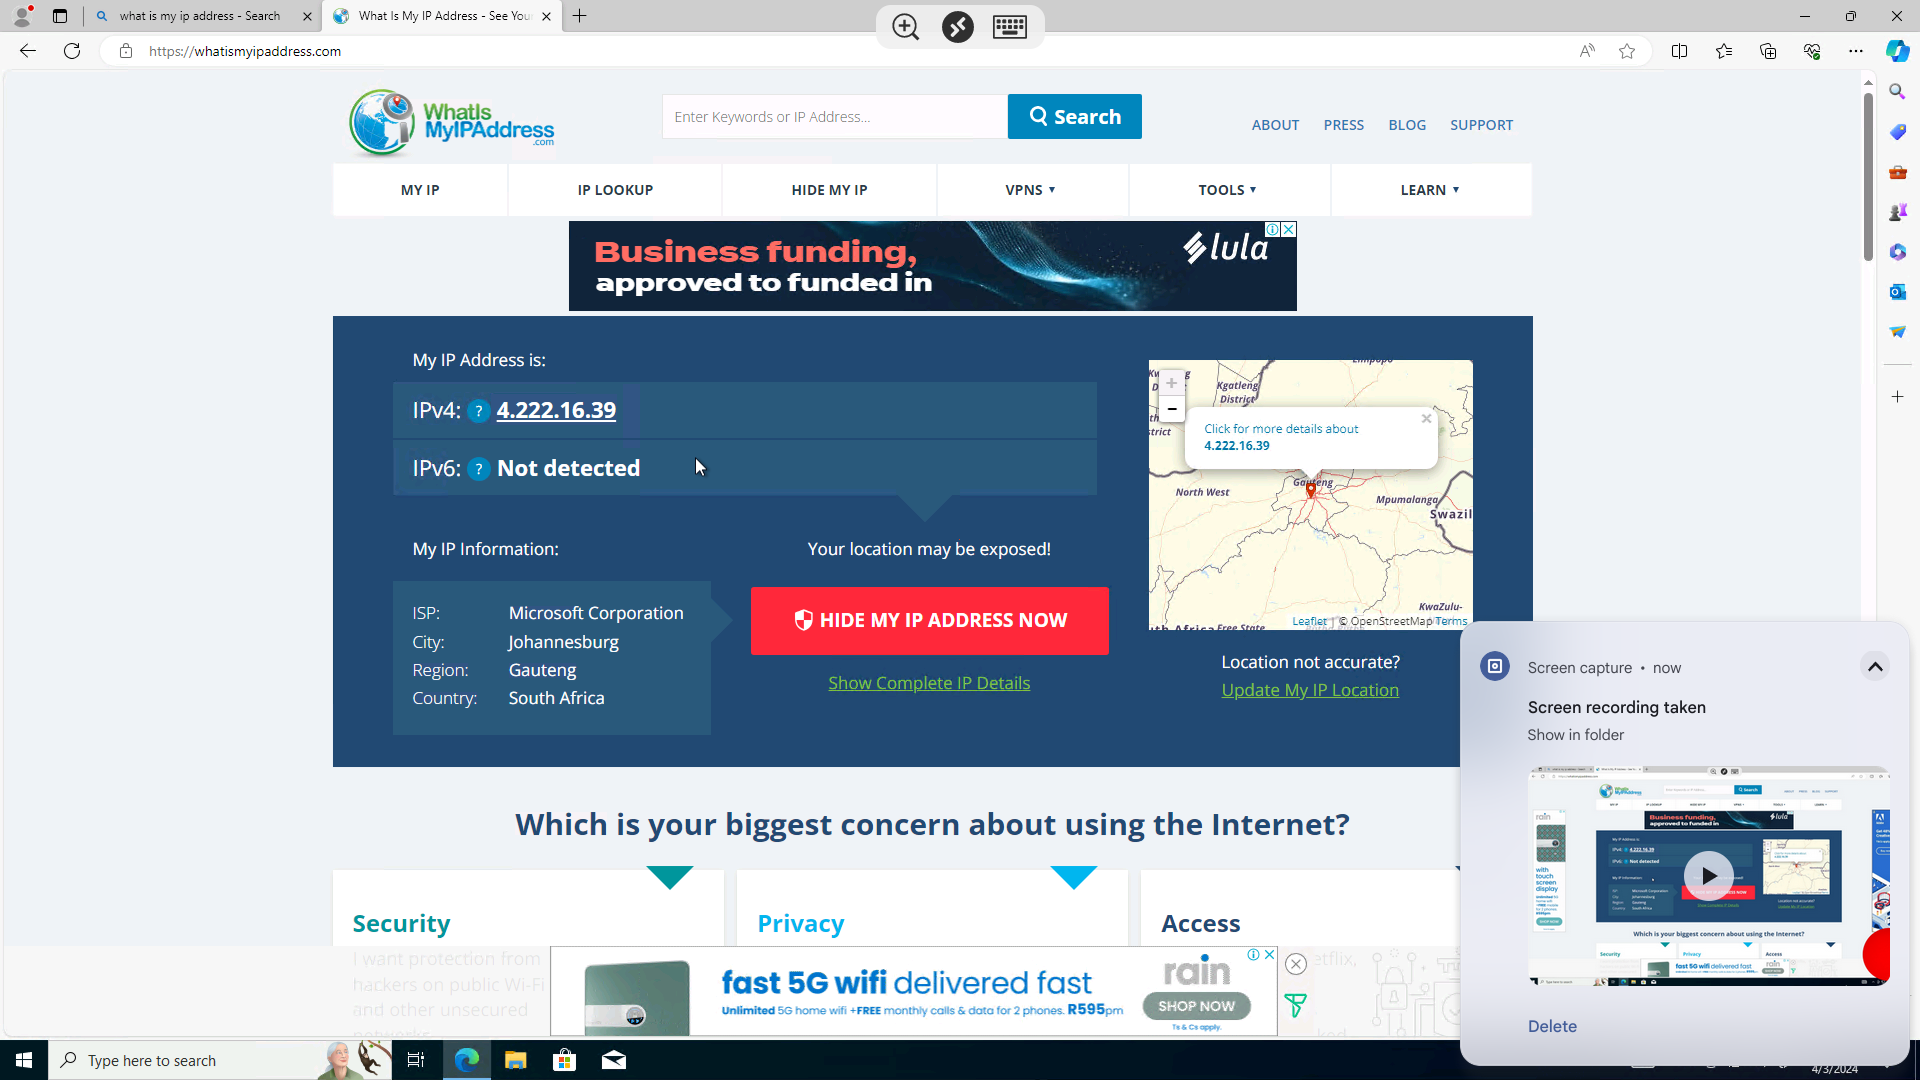 what is my ip address - Search
What Is My IP Address - See You
https://whatismyipaddress.com
WhatIs
MyIPAddress
.com
Enter Keywords or IP Address...
Search
ABOUT PRESS BLOG SUPPORT
MY IP IP LOOKUP HIDE MY IP VPNS TOOLS LEARN
Business funding,
approved to funded in
lula
My IP Address is:
IPv4: ? 4.222.16.39
IPv6: ? Not detected
Kgatleng
District
Click for more details about
4.222.16.39
Gauteng
North West
Mpumalanga
Swazil
KwaZulu-
Free State
Leaflet © OpenStreetMap Terms
My IP Information:
Your location may be exposed!
ISP: Microsoft Corporation
City: Johannesburg
Region: Gauteng
Country: South Africa
HIDE MY IP ADDRESS NOW
Show Complete IP Details
Location not accurate?
Update My IP Location
Which is your biggest concern about using the Internet?
Security
Privacy
Access
I want protection from
hackers on public Wi-Fi
and other unsecured
networks
etflix,
fast 5G wifi delivered fast
Unlimited 5G home wifi +FREE monthly calls & data for 2 phones. R595pm
rain
SHOP NOW
Ts & Cs apply.
Screen capture • now
Screen recording taken
Show in folder
Delete
Type here to search
4/3/2024